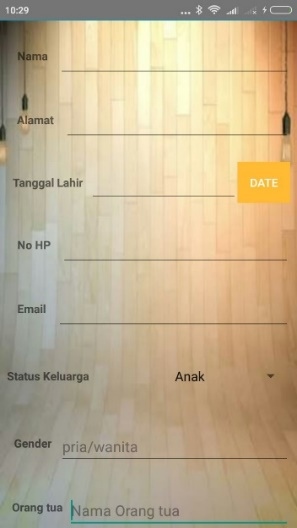 10:29
Nama
Alamat
Tanggal Lahir DATE
No HP
Email
Status Keluarga Anak
Gender pria/wanita
Orang tua Nama Orang tua